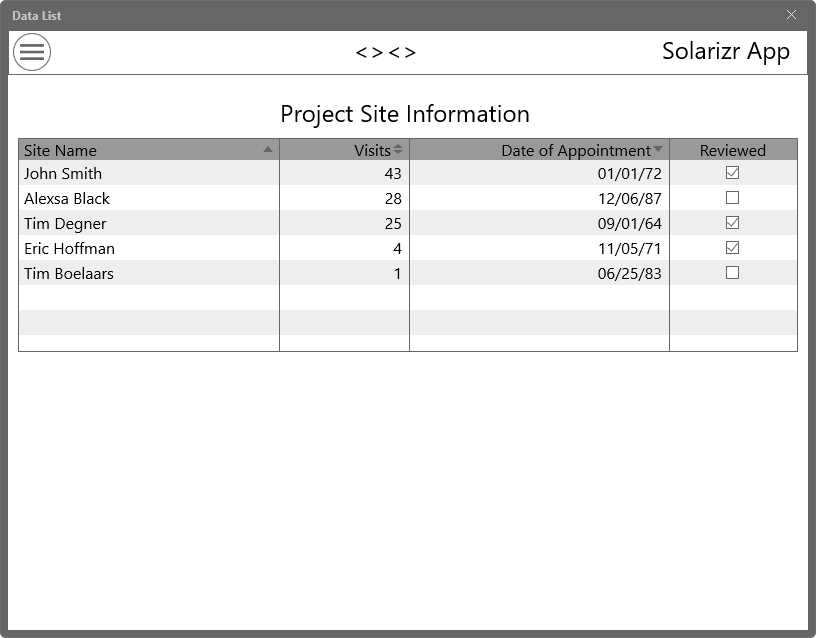 Data List
<><> Solarizr App
Project Site Information
Site Name Visits Date of Appointment Reviewed
John Smith 43 01/01/72
Alexsa Black 28 12/06/87
Tim Degner 25 09/01/64
Eric Hoffman 4 11/05/71
Tim Boelaars 1 06/25/83